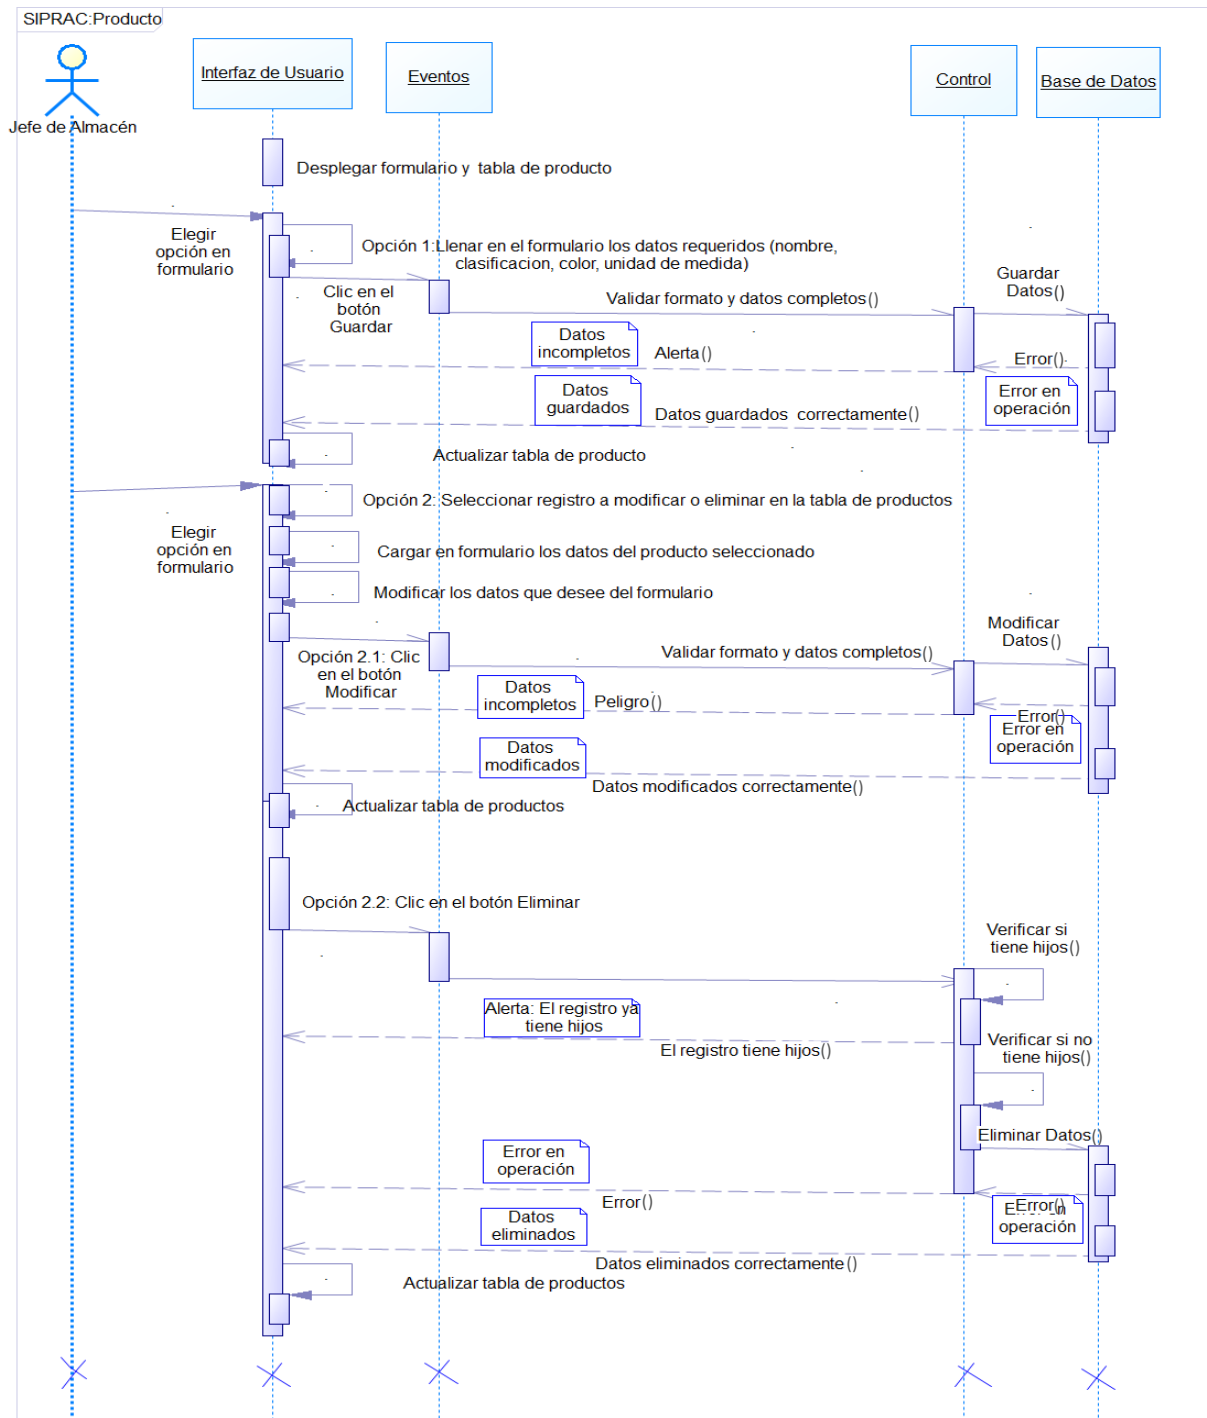 SIPRAC:Producto
Jefe de Almacén
Interfaz de Usuario
Eventos
Control
Base de Datos
Desplegar formulario y tabla de producto
Elegir
opción en
formulario
Opción 1:Llenar en el formulario los datos requeridos (nombre,
clasificacion, color, unidad de medida)
Clic en el
botón
Guardar
Validar formato y datos completos()
Guardar
Datos()
Datos
incompletos
Alerta()
Error()
Error en
operación
Datos
guardados
Datos guardados correctamente()
Actualizar tabla de producto
Elegir
opción en
formulario
Opción 2: Seleccionar registro a modificar o eliminar en la tabla de productos
Cargar en formulario los datos del producto seleccionado
Modificar los datos que desee del formulario
Opción 2.1: Clic
en el botón
Modificar
Validar formato y datos completos()
Modificar
Datos()
Datos
incompletos
Peligro()
Error()
Error en
operación
Datos
modificados
Datos modificados correctamente()
Actualizar tabla de productos
Opción 2.2: Clic en el botón Eliminar
Verificar si
tiene hijos()
Alerta: El registro ya
tiene hijos
El registro tiene hijos()
Verificar si no
tiene hijos()
Eliminar Datos()
Error en
operación
Error()
Error()
Error en
operación
Datos
eliminados
Datos eliminados correctamente()
Actualizar tabla de productos